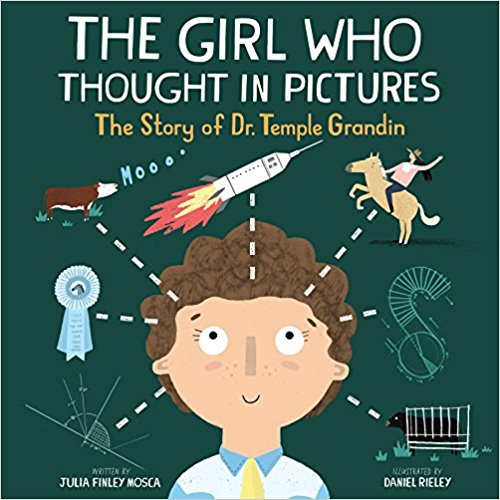 THE GIRL WHO
THOUGHT IN PICTURES
The Story of Dr. Temple Grandin
Mooo
WRITTEN BY
JULIA FINLEY MOSCA
ILLUSTRATED BY
DANIEL RIELEY